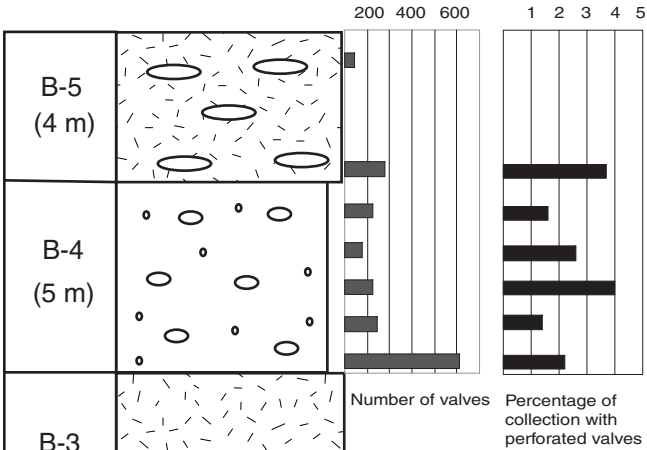 200 400 600
1 2 3 4 5
B-5
(4 m)
B-4
(5 m)
B-3
Number of valves
Percentage of
collection with
perforated valves